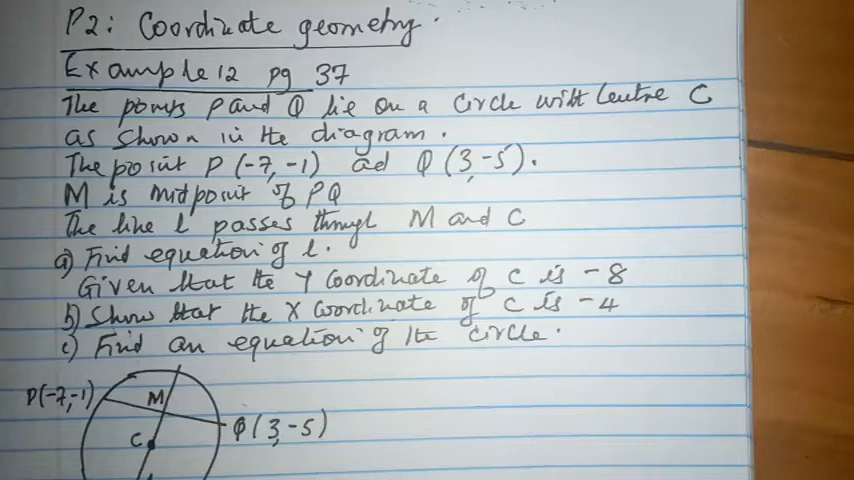 P2: Coordinate geometry.
Example 12 pg 37
The points P and Q lie on a circle with Centre C
as shown in the diagram.
The point P (-7, -1) ad Q (3, -5).
M is midpoint of PQ
The line l passes through M and C
a) Find equation of l.
Given that the Y Coordinate of C is -8
b) Show that the X Coordinate of C is -4
c) Find an equation of the circle.
P(-7,-1)
M
Q(3,-5)
C